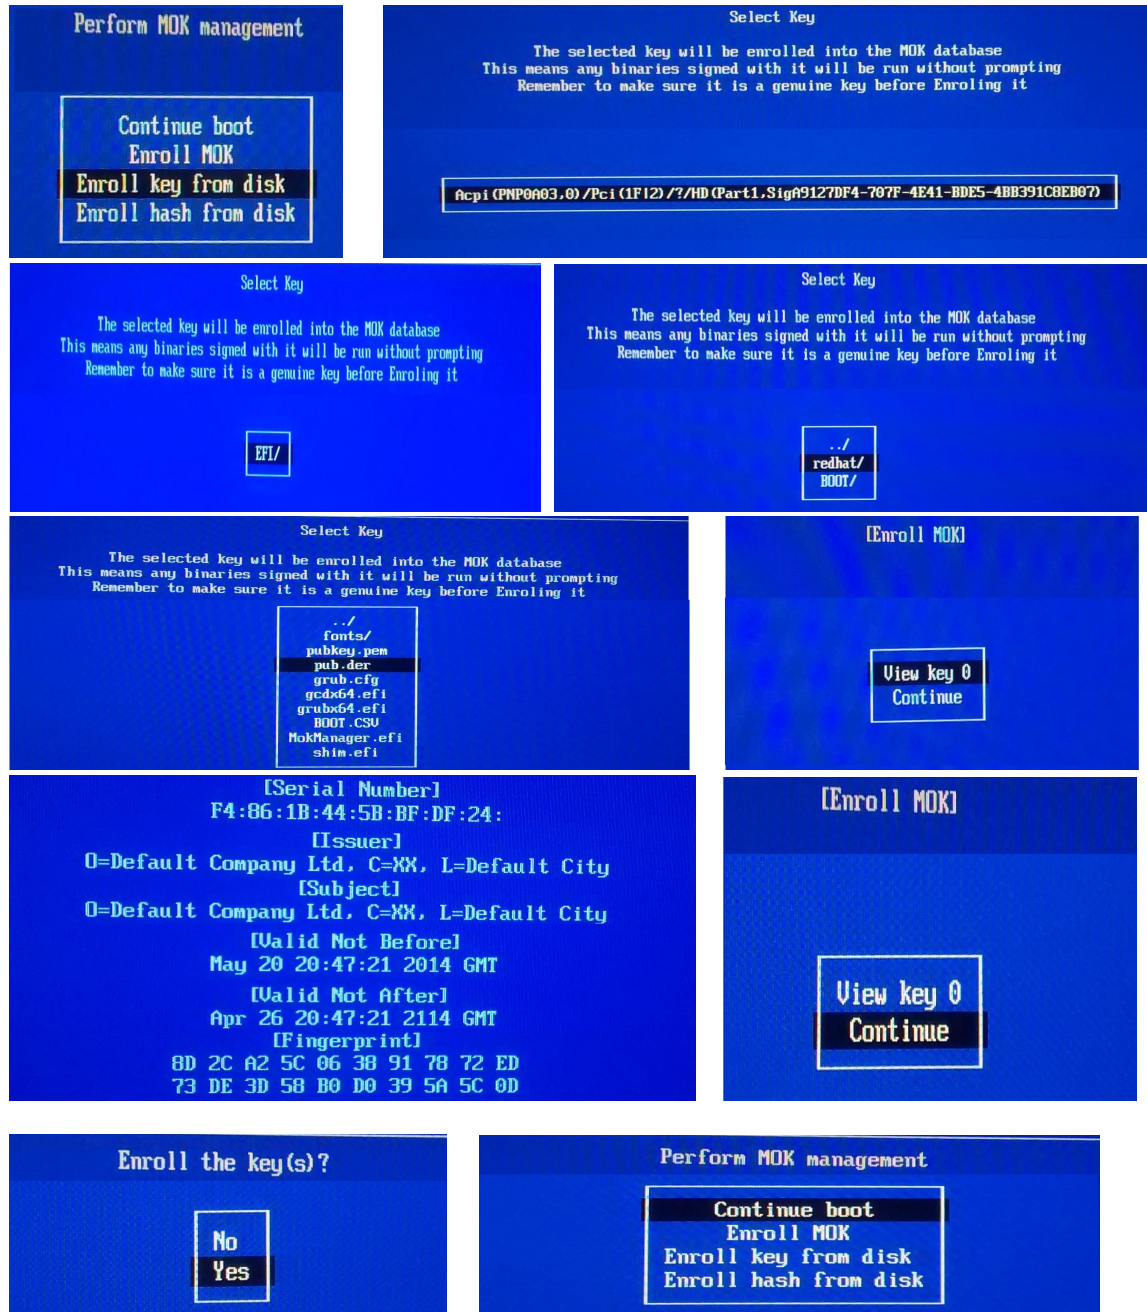 Perform MOK management
Continue boot
Enroll MOK
Enroll key from disk
Enroll hash from disk
Select Key
The selected key will be enrolled into the MOK database
This means any binaries signed with it will be run without prompting
Remember to make sure it is a genuine key before Enroling it
Acpi(PNP0A03,0)/Pci(1F|2)/?/HD(Part1,SigA9127DF4-707F-4E41-BDE5-4BB391C8EB07)
Select Key
The selected key will be enrolled into the MOK database
This means any binaries signed with it will be run without prompting
Remember to make sure it is a genuine key before Enroling it
EFI/
Select Key
The selected key will be enrolled into the MOK database
This means any binaries signed with it will be run without prompting
Remember to make sure it is a genuine key before Enroling it
../
redhat/
BOOT/
Select Key
The selected key will be enrolled into the MOK database
This means any binaries signed with it will be run without prompting
Remember to make sure it is a genuine key before Enroling it
../
fonts/
pubkey.pem
pub.der
grub.cfg
gcdx64.efi
grubx64.efi
BOOT.CSV
MokManager.efi
shim.efi
[Enroll MOK]
View key 0
Continue
[Serial Number]
F4:86:1B:44:5B:BF:DF:24:
[Issuer]
O=Default Company Ltd, C=XX, L=Default City
[Subject]
O=Default Company Ltd, C=XX, L=Default City
[Valid Not Before]
May 20 20:47:21 2014 GMT
[Valid Not After]
Apr 26 20:47:21 2114 GMT
[Fingerprint]
8D 2C A2 5C 06 38 91 78 72 ED
73 DE 3D 58 B0 D0 39 5A 5C 0D
[Enroll MOK]
View key 0
Continue
Enroll the key(s)?
No
Yes
Perform MOK management
Continue boot
Enroll MOK
Enroll key from disk
Enroll hash from disk